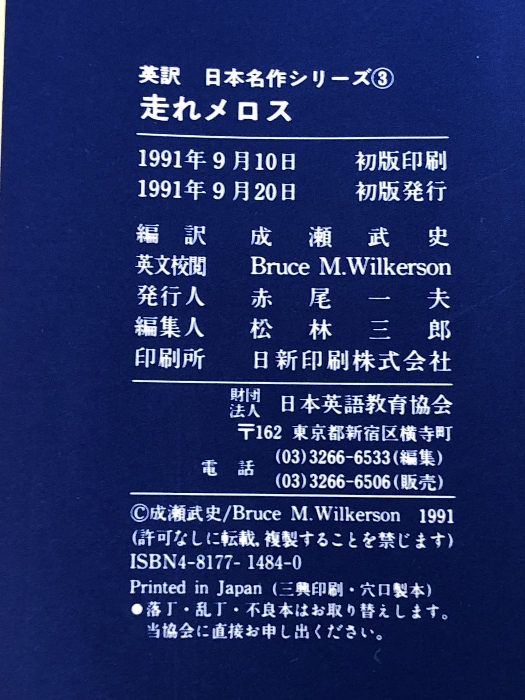 英訳 日本名作シリーズ③
走れメロス
1991年9月10日 初版印刷
1991年9月20日 初版発行
編訳 成瀬武史
英文校閲 Bruce M.Wilkerson
発行人 赤尾一夫
編集人 松林三郎
印刷所 日新印刷株式会社
財団法人 日本英語教育協会
〒162 東京都新宿区横寺町
電話 (03)3266-6533(編集)
(03)3266-6506(販売)
©成瀬武史/Bruce M.Wilkerson 1991
(許可なしに転載,複製することを禁じます)
ISBN4-8177-1484-0
Printed in Japan (三興印刷・穴口製本)
●落丁・乱丁・不良本はお取り替えします。
当協会に直接お申し出ください。